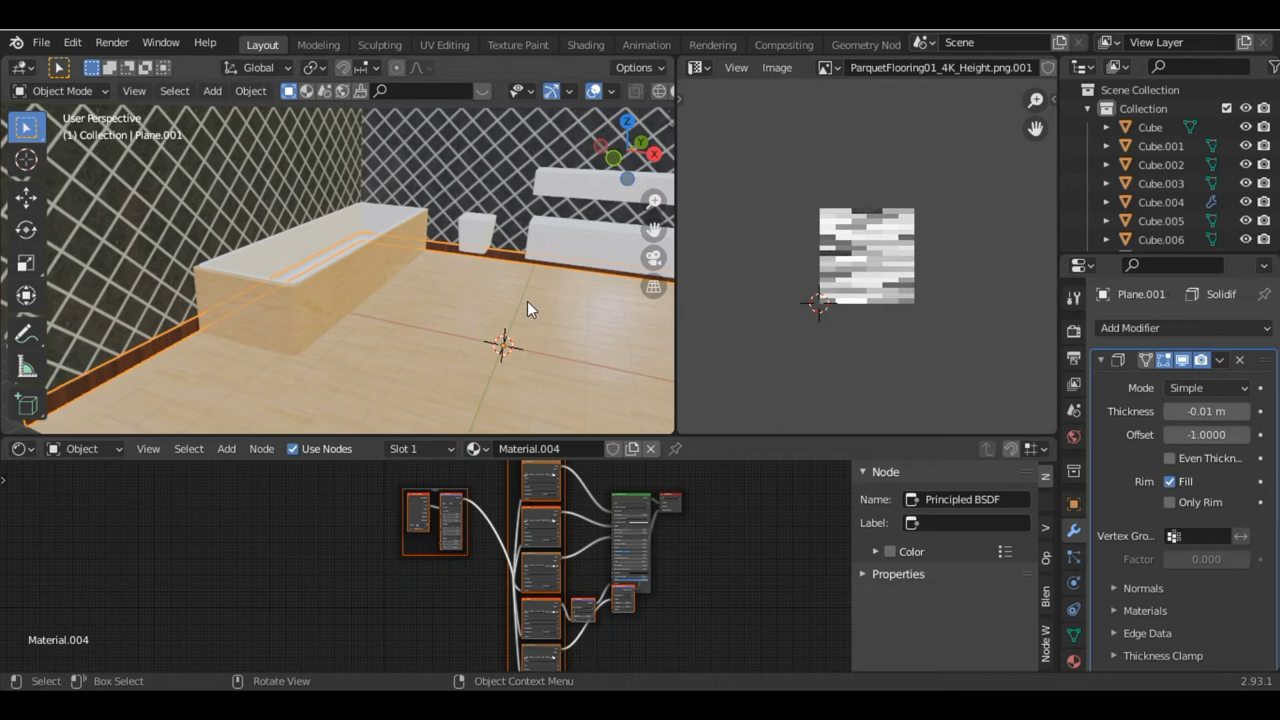 File Edit Render Window Help Layout Modeling Sculpting UV Editing Texture Paint Shading Animation Rendering Compositing Geometry Nod Scene View Layer
Global Options View Image ParquetFlooring01_4K_Height.png.001
Object Mode View Select Add Object
Scene Collection
Collection
Cube
Cube.001
Cube.002
Cube.003
Cube.004
Cube.005
Cube.006
User Perspective
(1) Collection | Plane.001
Z
Y
X
Plane.001 Solidif
Add Modifier
Mode Simple
Thickness -0.01 m
Offset -1.0000
Even Thickn...
Rim Fill
Only Rim
Vertex Gro...
Factor 0.000
Normals
Materials
Edge Data
Thickness Clamp
Object View Select Add Node Use Nodes Slot 1 Material.004
Node
Name: Principled BSDF
Label:
Color
Properties
N
V
Op
Blen
Node W
Material.004
Select Box Select Rotate View Object Context Menu 2.93.1